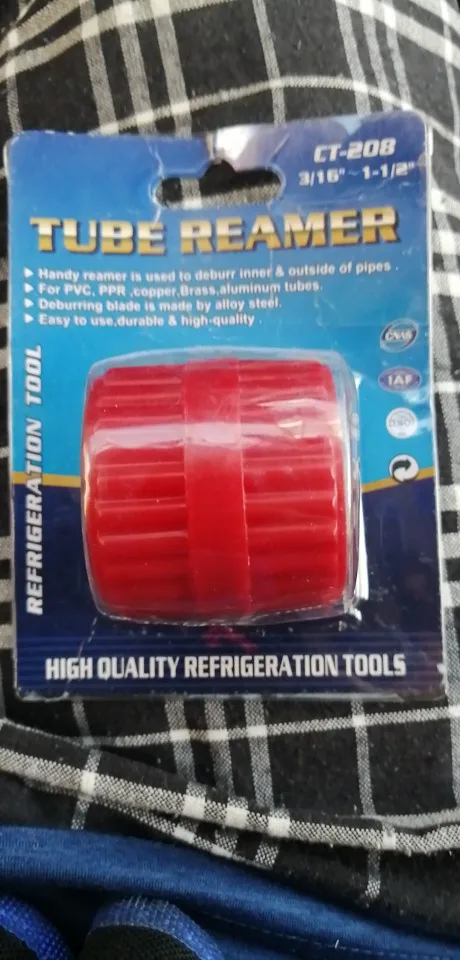 CT-208
3/16" ~ 1-1/2"
TUBE REAMER
Handy reamer is used to deburr inner & outside of pipes .
For PVC, PPR ,copper,Brass,aluminum tubes.
Deburring blade is made by alloy steel.
Easy to use,durable & high-quality .
CNAS
IAF
REFRIGERATION TOOL
HIGH QUALITY REFRIGERATION TOOLS